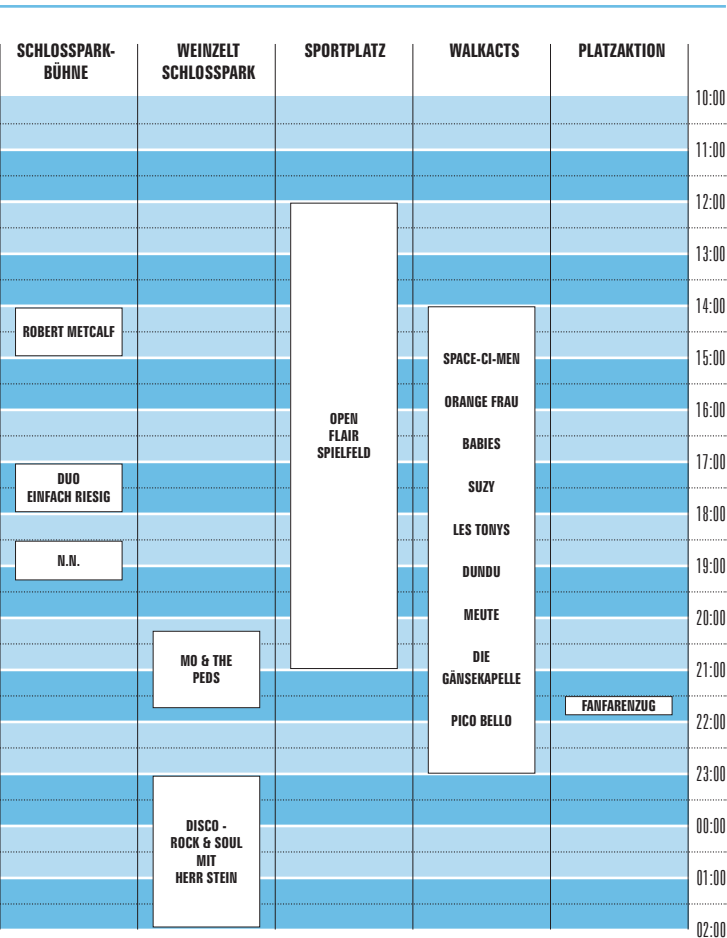 SCHLOSSPARK-
BÜHNE
WEINZELT
SCHLOSSPARK
SPORTPLATZ
WALKACTS
PLATZAKTION
10:00
11:00
12:00
13:00
14:00
15:00
16:00
17:00
18:00
19:00
20:00
21:00
22:00
23:00
00:00
01:00
02:00
ROBERT METCALF
DUO
EINFACH RIESIG
N.N.
MO & THE
PEDS
DISCO -
ROCK & SOUL
MIT
HERR STEIN
OPEN
FLAIR
SPIELFELD
SPACE-CI-MEN
ORANGE FRAU
BABIES
SUZY
LES TONYS
DUNDU
MEUTE
DIE
GÄNSEKAPELLE
PICO BELLO
FANFARENZUG